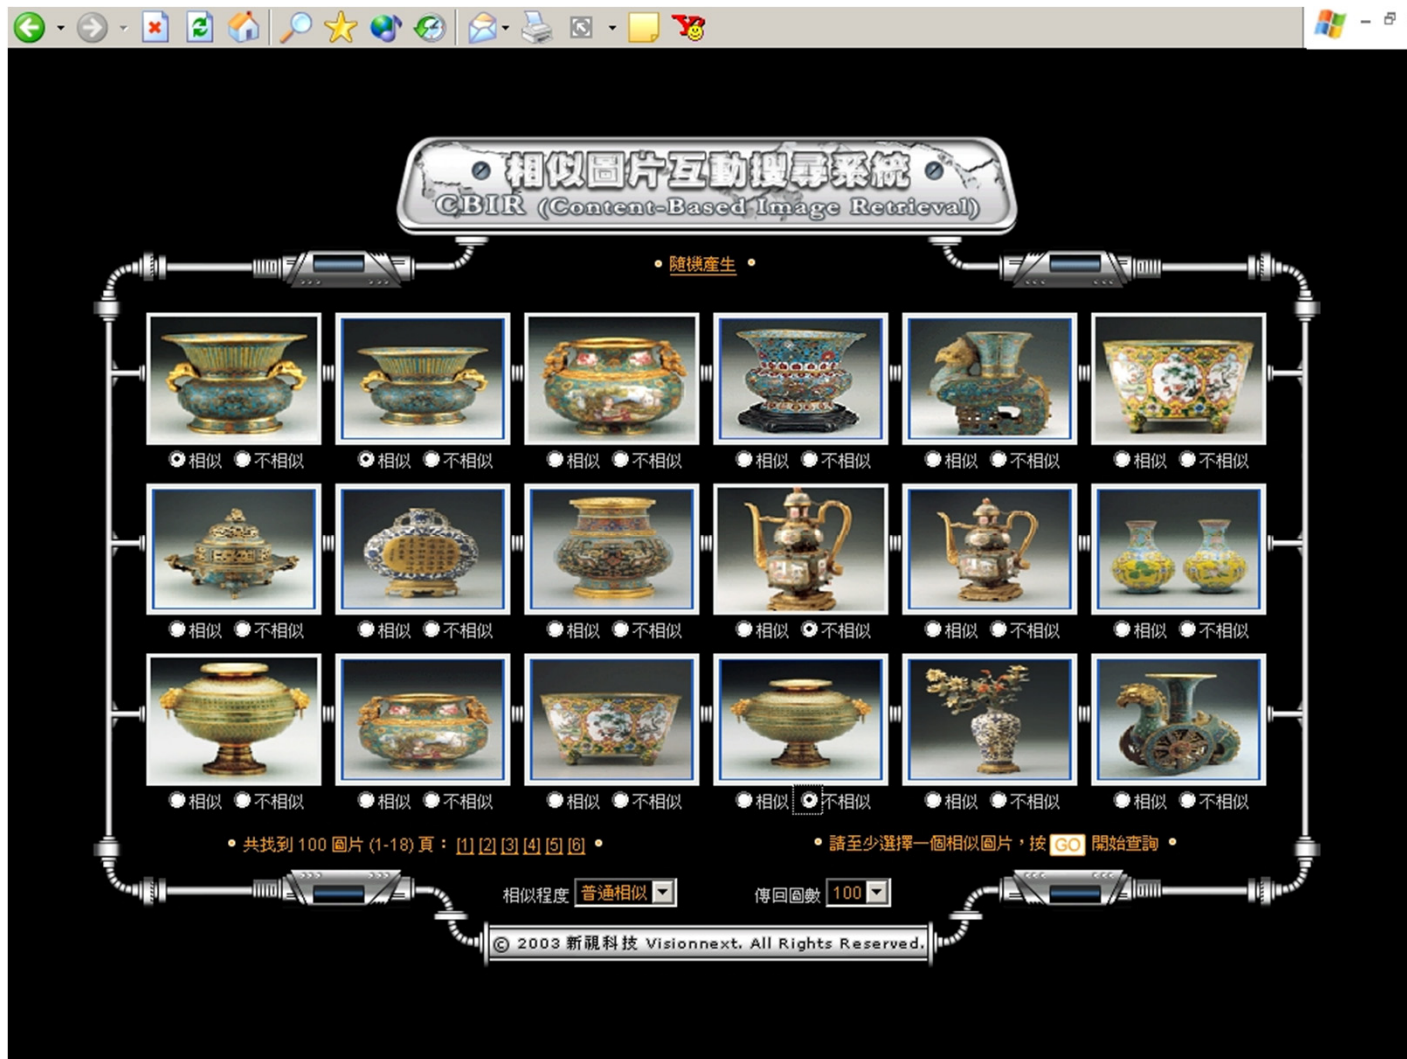 相似圖片互動搜尋系統
CBIR (Content-Based Image Retrieval)
隨機產生
相似 不相似 相似 不相似 相似 不相似 相似 不相似 相似 不相似 相似 不相似
相似 不相似 相似 不相似 相似 不相似 相似 不相似 相似 不相似 相似 不相似
相似 不相似 相似 不相似 相似 不相似 相似 不相似 相似 不相似 相似 不相似
共找到 100 圖片 (1-18) 頁： [1] [2] [3] [4] [5] [6]
請至少選擇一個相似圖片，按 GO 開始查詢
相似程度 普通相似 傳回圖數 100
© 2003 新視科技 Visionnext. All Rights Reserved.